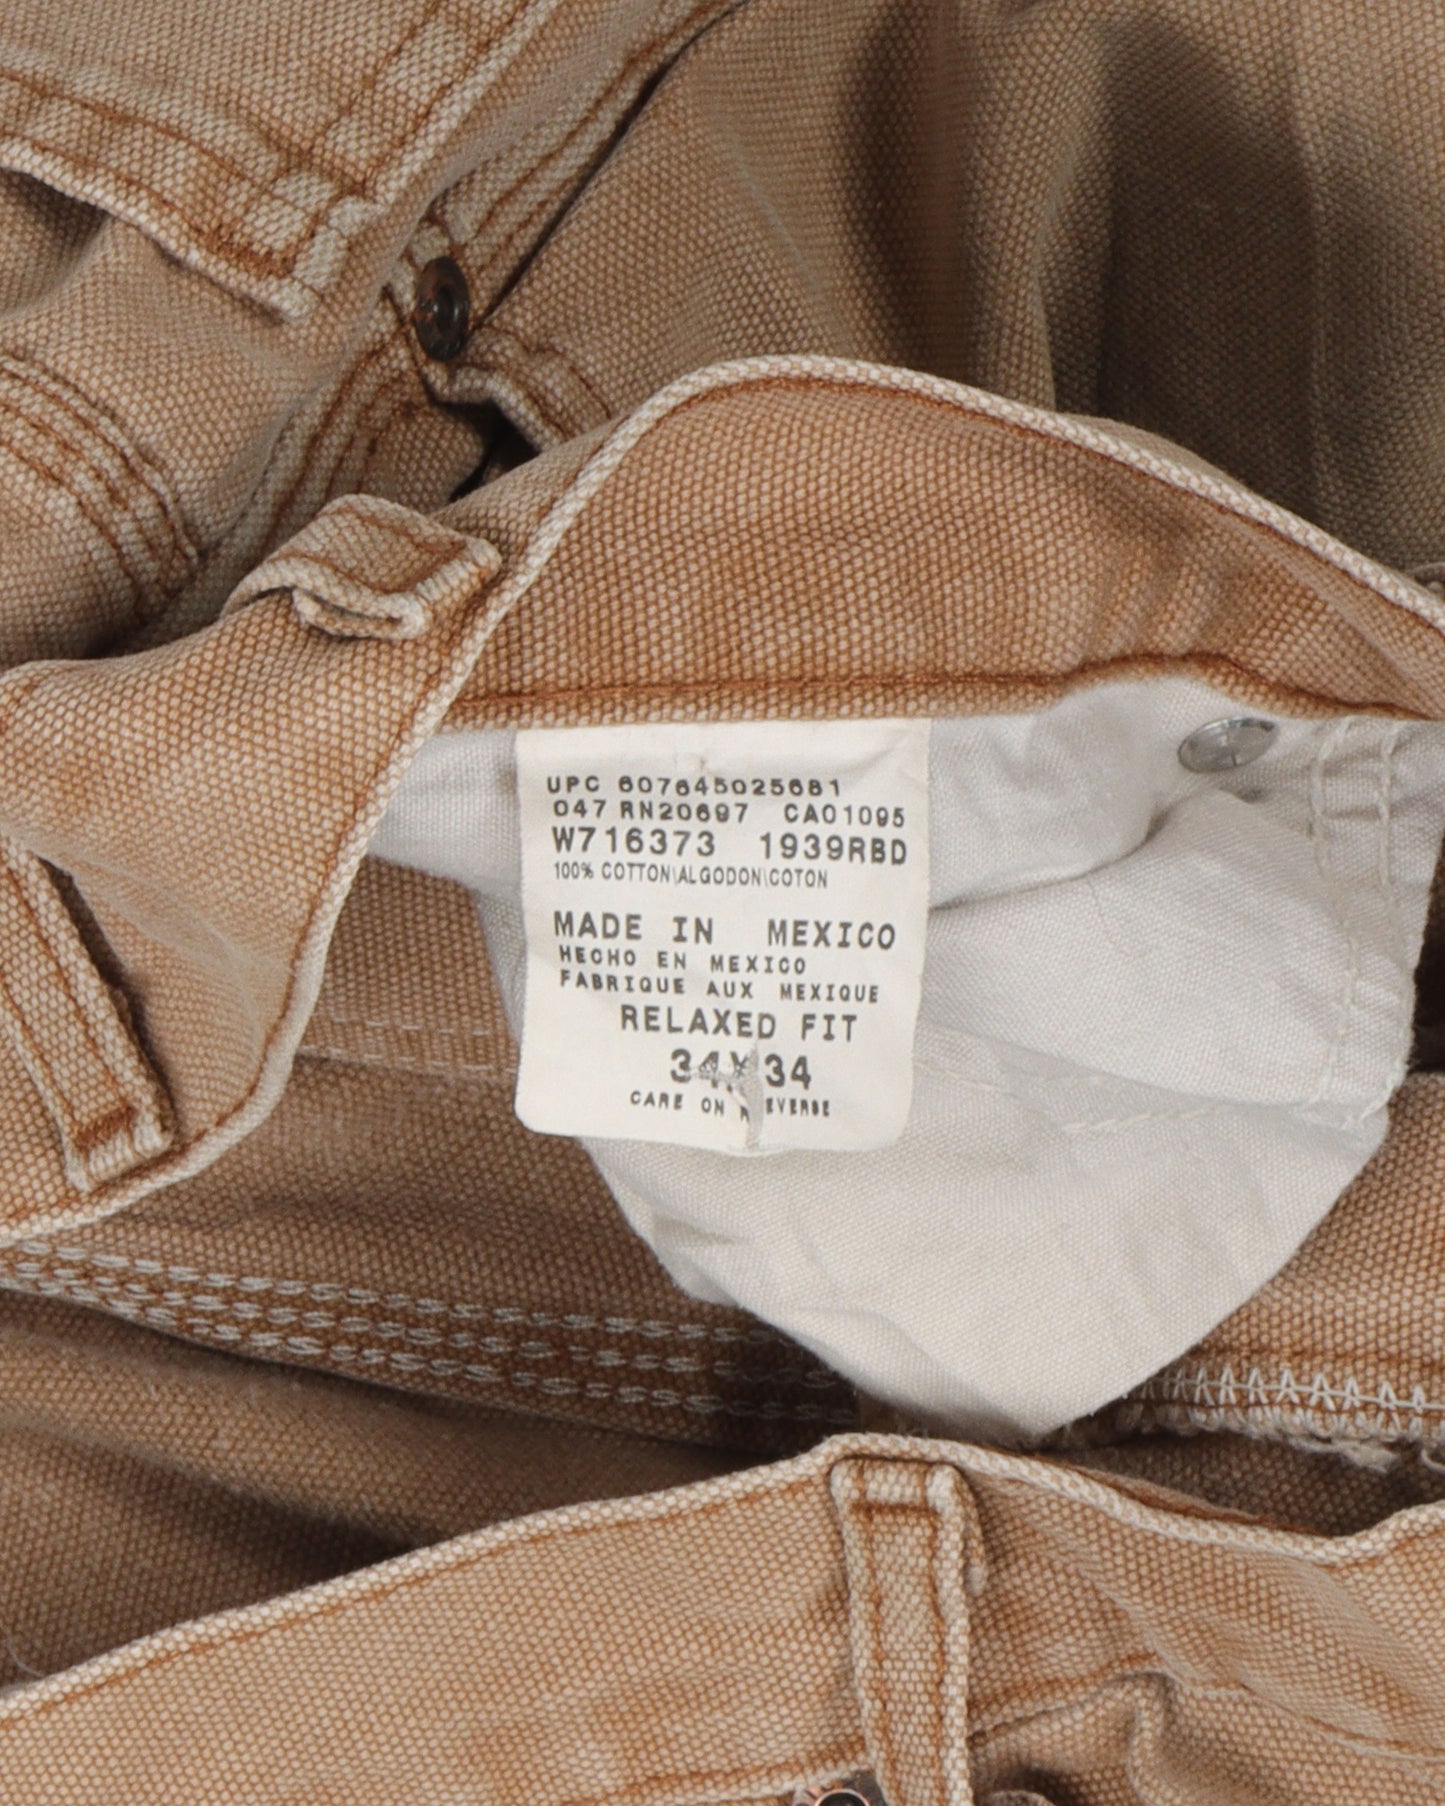 UPC 607645025681
047 RN20697 CA01095
W716373 1939RBD
100% COTTON\ALGODON\COTON
MADE IN MEXICO
HECHO EN MEXICO
FABRIQUE AUX MEXIQUE
RELAXED FIT
34X34
CARE ON REVERSE